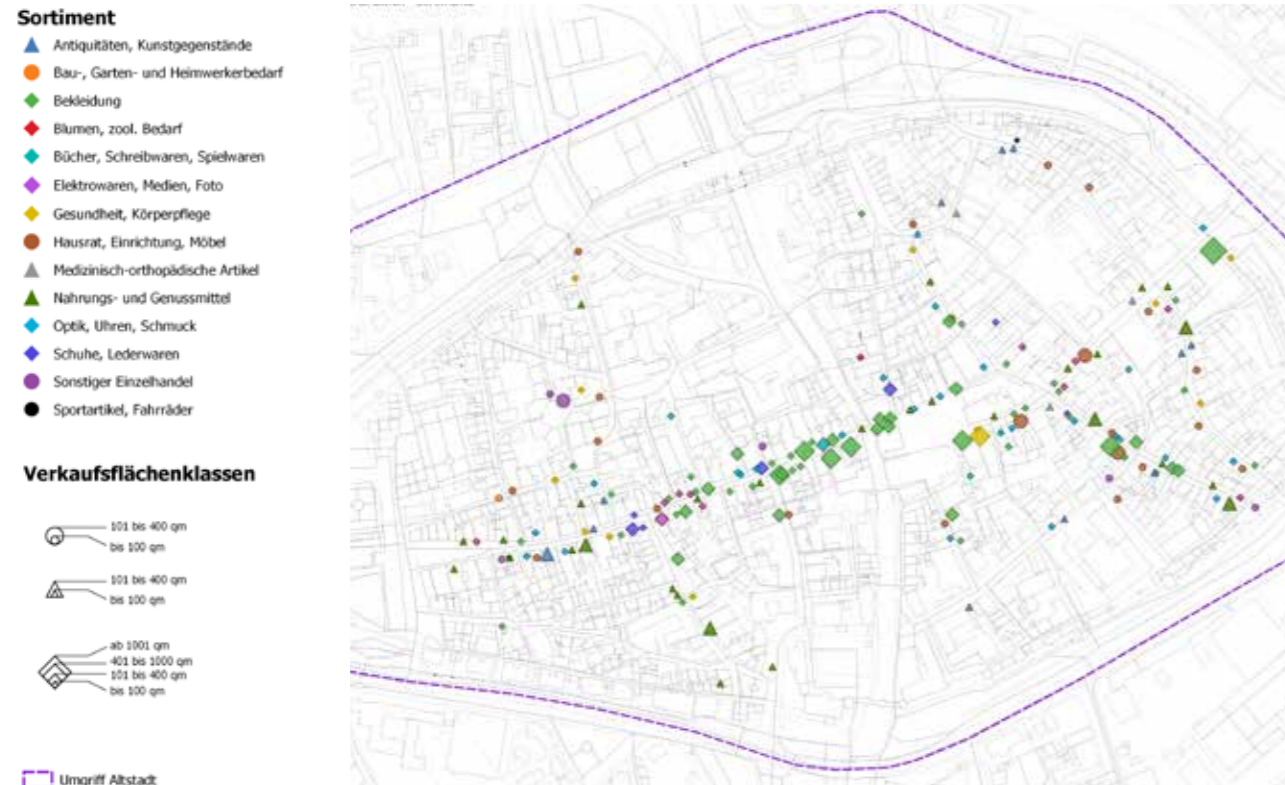 Sortiment
Antiquitäten, Kunstgegenstände
Bau-, Garten- und Heimwerkerbedarf
Bekleidung
Blumen, zool. Bedarf
Bücher, Schreibwaren, Spielwaren
Elektrowaren, Medien, Foto
Gesundheit, Körperpflege
Hausrat, Einrichtung, Möbel
Medizinisch-orthopädische Artikel
Nahrungs- und Genussmittel
Optik, Uhren, Schmuck
Schuhe, Lederwaren
Sonstiger Einzelhandel
Sportartikel, Fahrräder
Verkaufsflächenklassen
101 bis 400 qm
bis 100 qm
101 bis 400 qm
bis 100 qm
ab 1001 qm
401 bis 1000 qm
101 bis 400 qm
bis 100 qm
Umgriff Altstadt